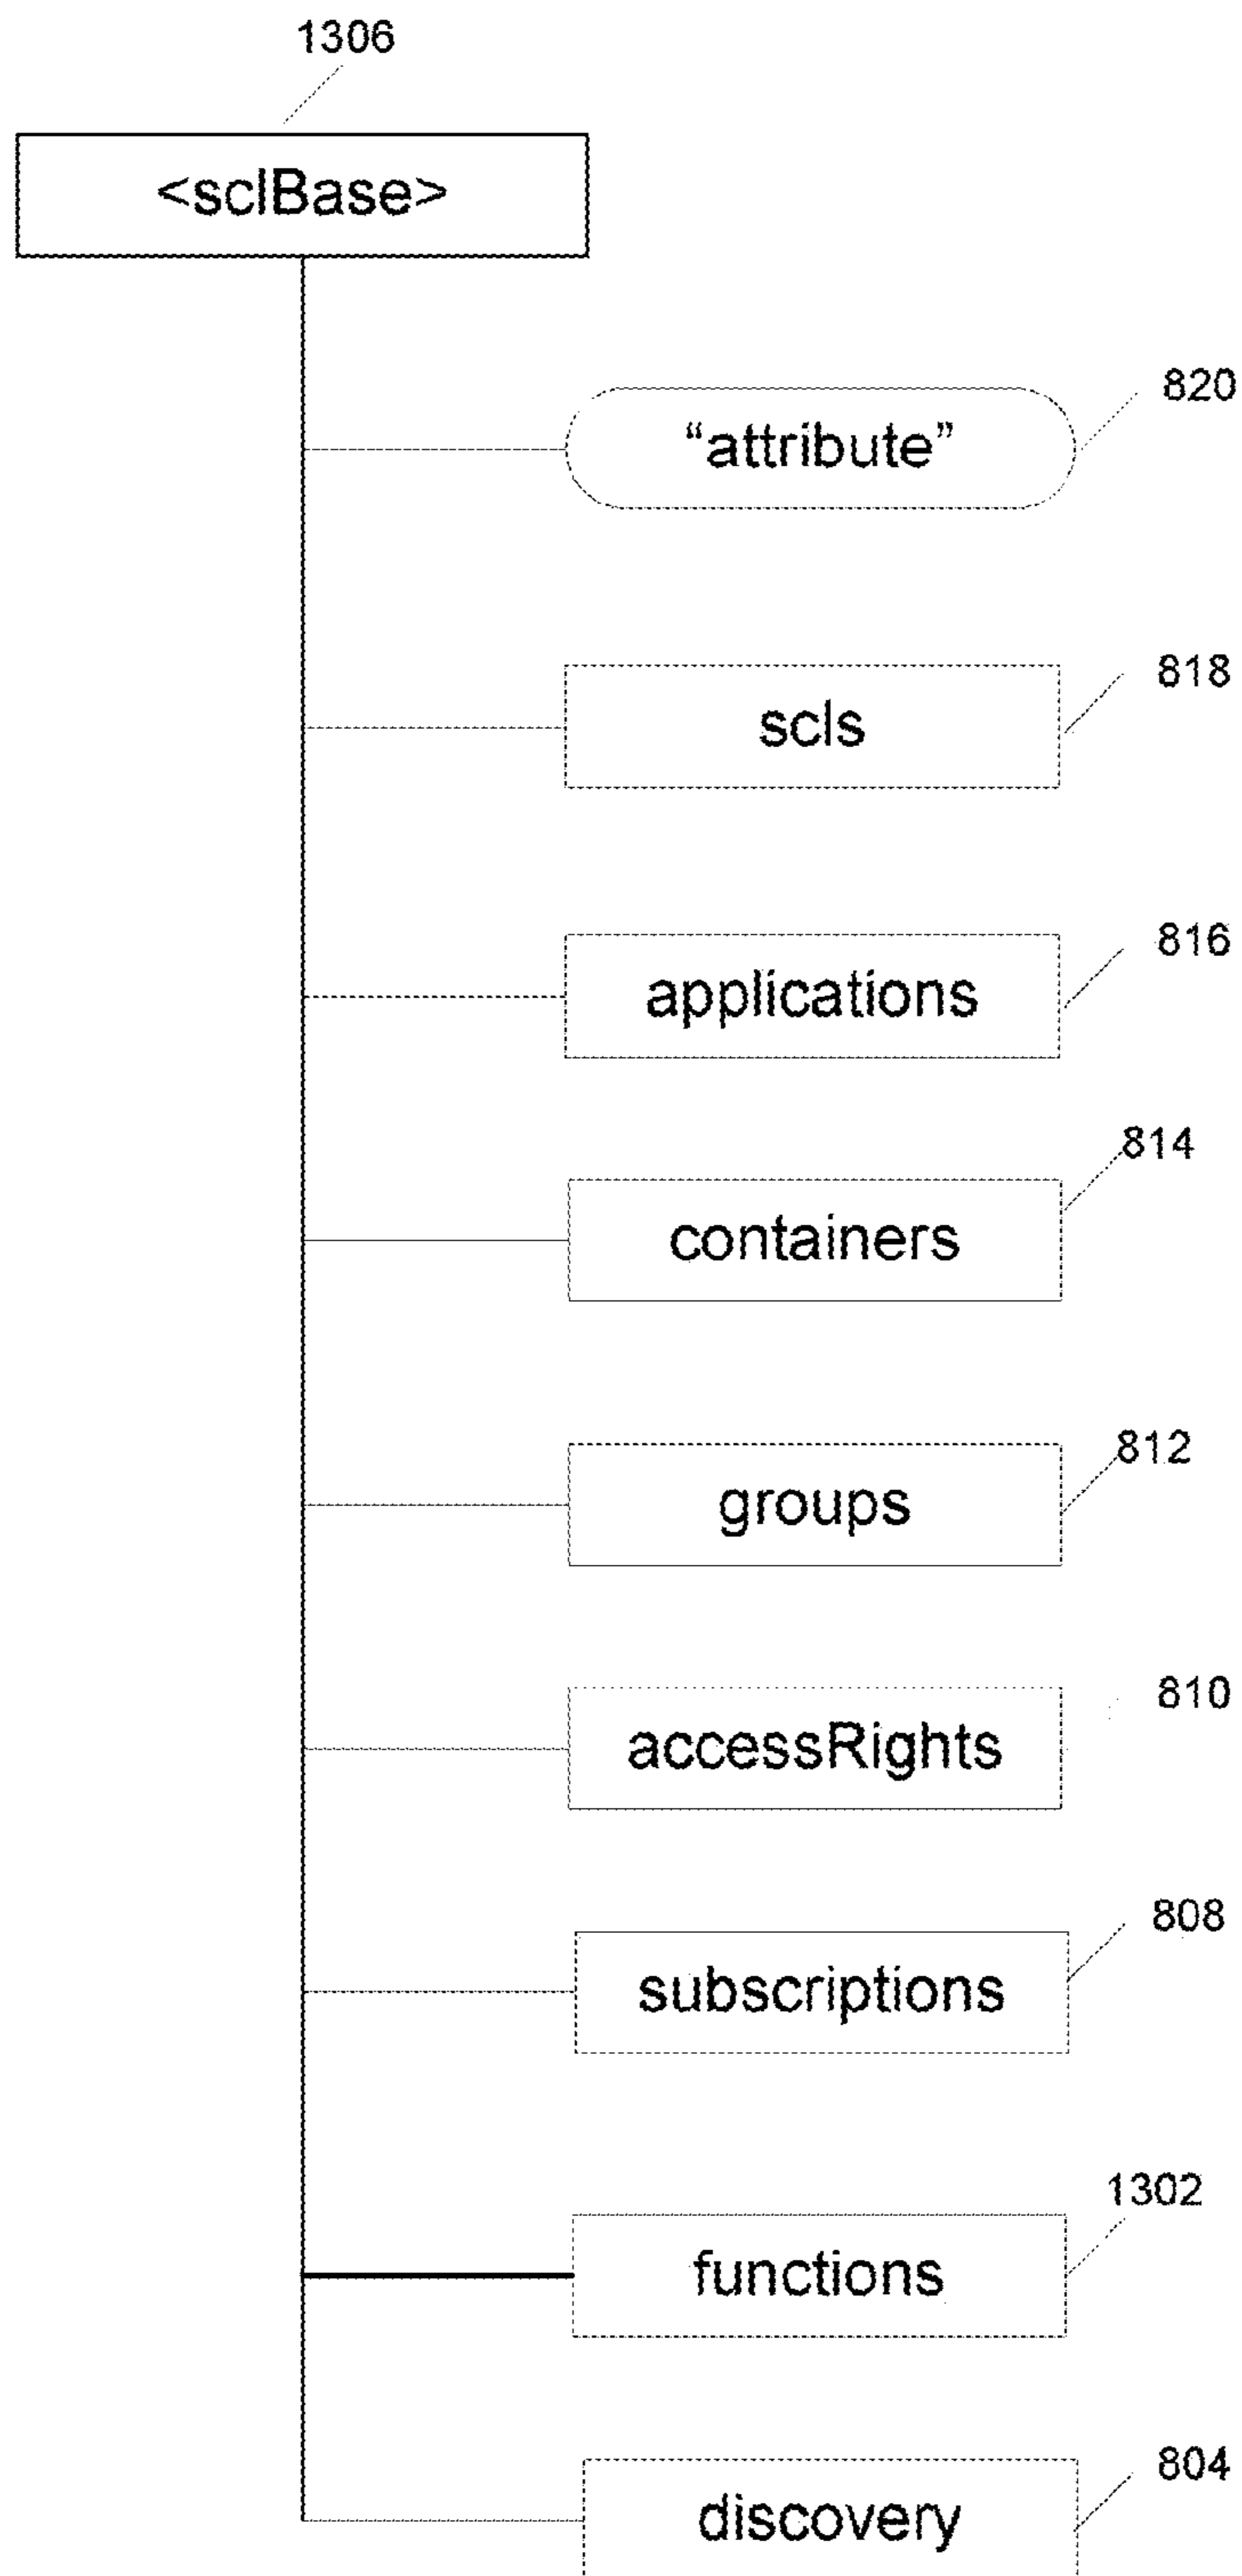 1306
<sclBase>
820
“attribute”
818
scls
816
applications
814
containers
812
groups
810
accessRights
808
subscriptions
1302
functions
804
discovery